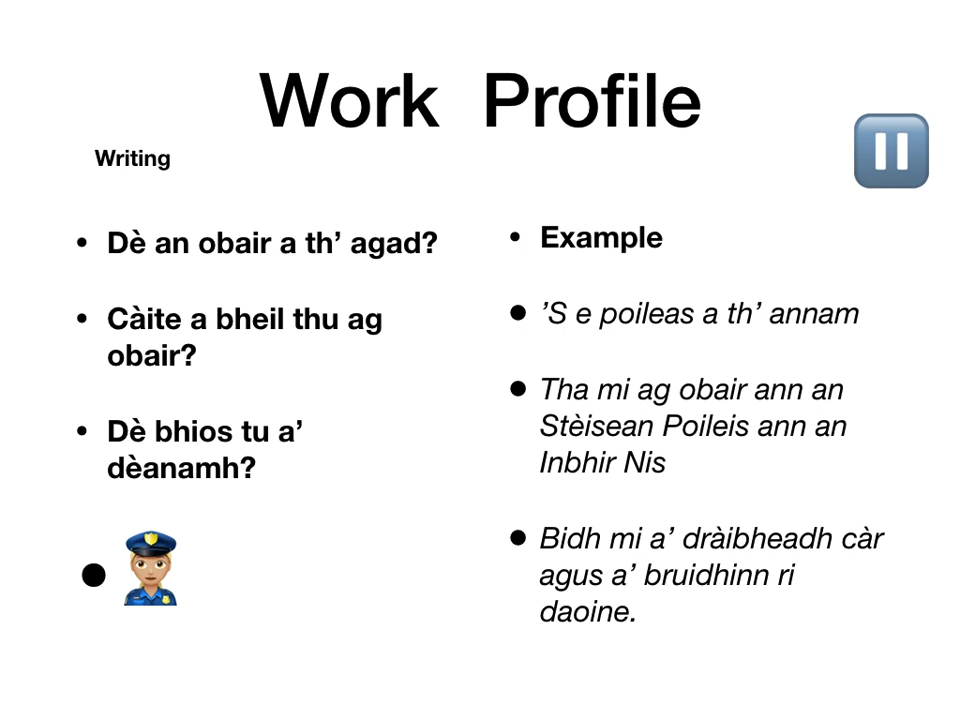 Work Profile
Writing
• Dè an obair a th’ agad?
• Càite a bheil thu ag
obair?
• Dè bhios tu a’
dèanamh?
• Example
• ’S e poileas a th’ annam
• Tha mi ag obair ann an
Stèisean Poileis ann an
Inbhir Nis
• Bidh mi a’ dràibheadh càr
agus a’ bruidhinn ri
daoine.